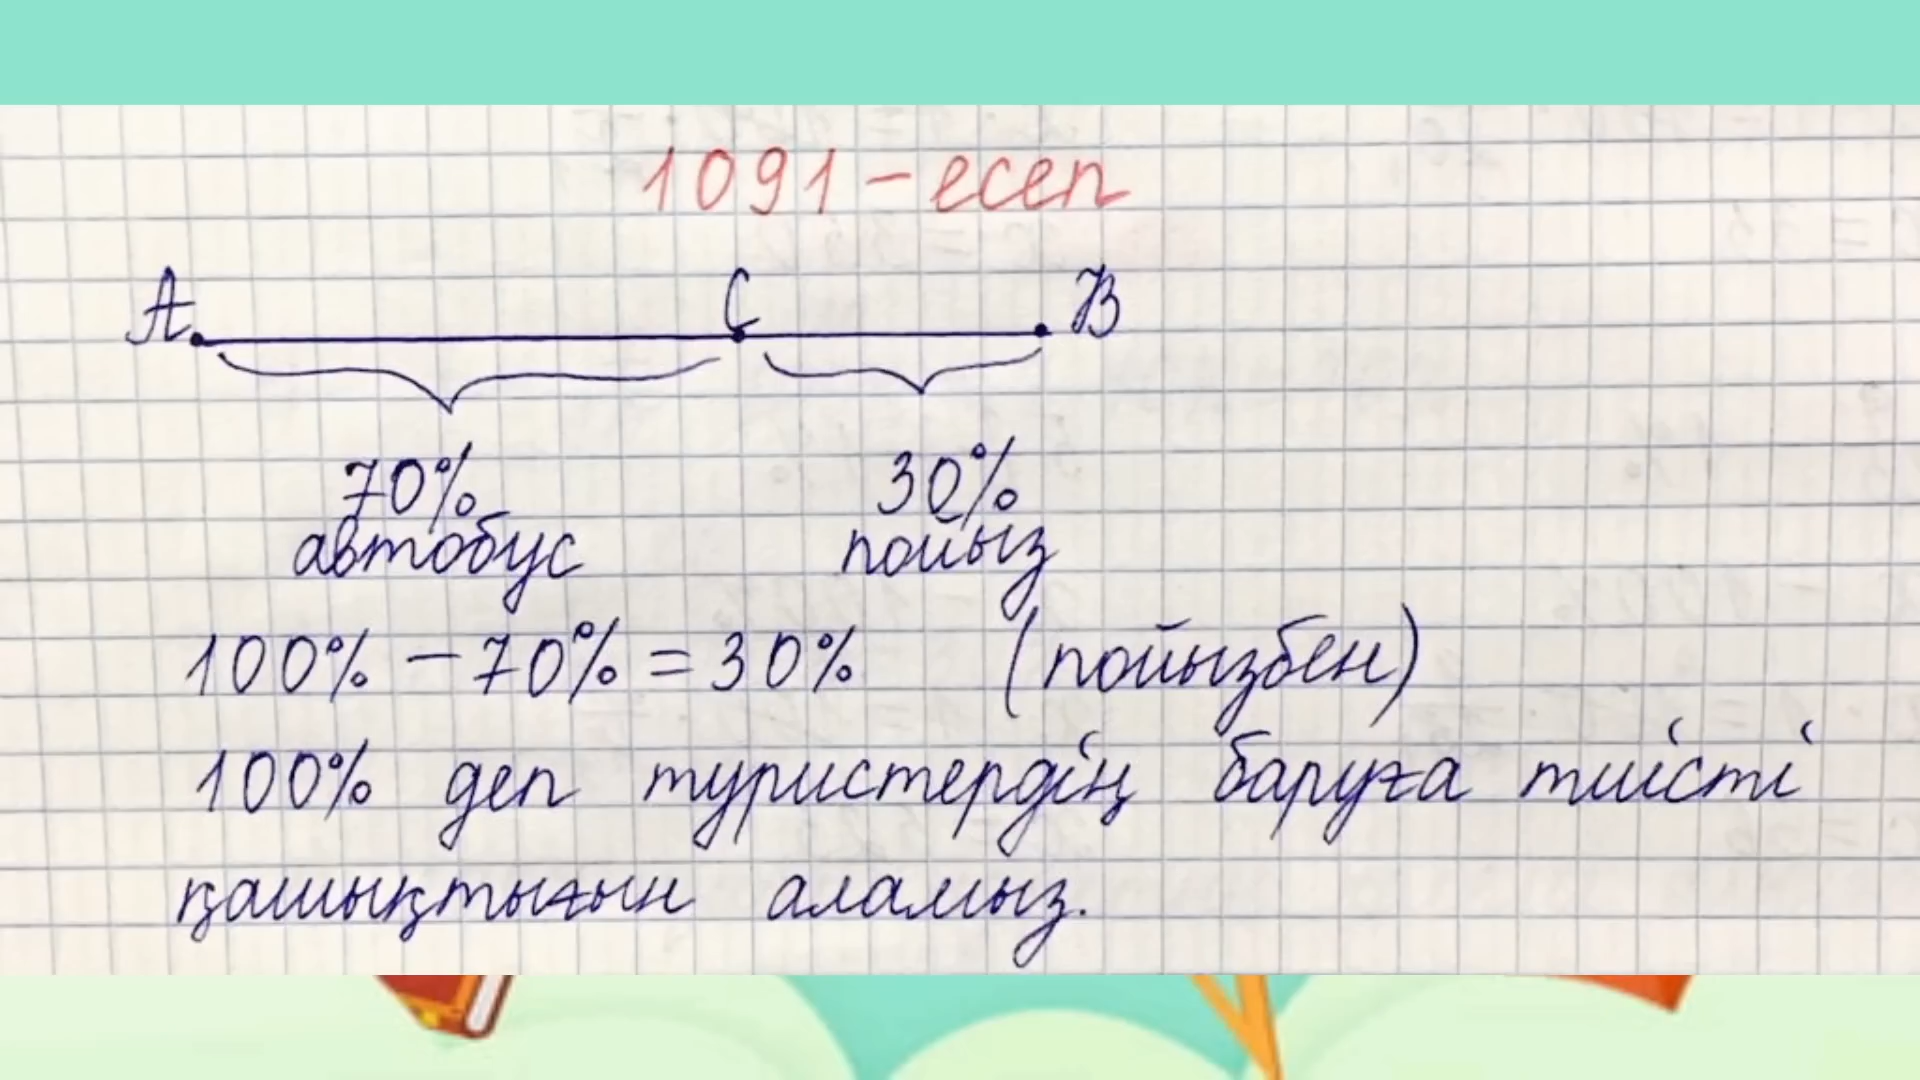 1091-есеп
А С В
70% 30%
автобус пойыз
100% - 70% = 30% (пойызбен)
100% деп туристердің баруға тиісті
қашықтығын аламыз.